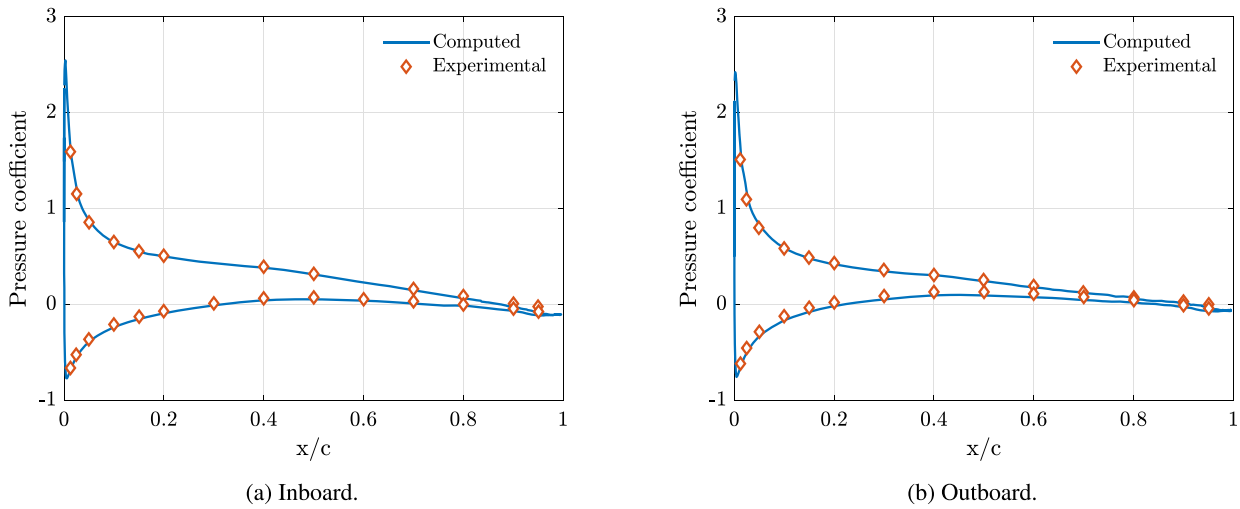 3
2
1
0
-1
Pressure coefficient
Computed
Experimental
0 0.2 0.4 0.6 0.8 1
x/c
(a) Inboard.
3
2
1
0
-1
Pressure coefficient
Computed
Experimental
0 0.2 0.4 0.6 0.8 1
x/c
(b) Outboard.